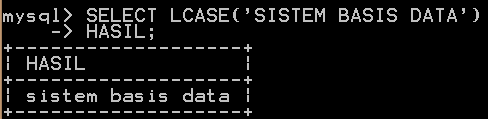 mysql> SELECT LCASE('SISTEM BASIS DATA')
-> HASIL;
+-------------------+
| HASIL             |
+-------------------+
| sistem basis data |
+-------------------+